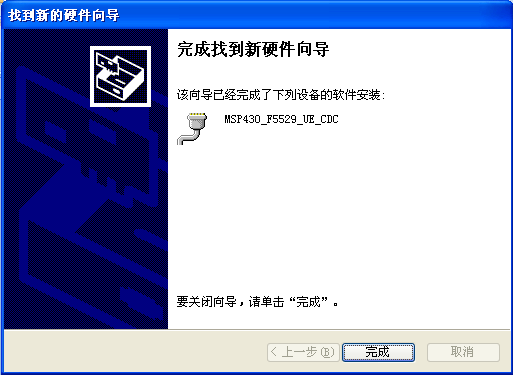 找到新的硬件向导
完成找到新硬件向导
该向导已经完成了下列设备的软件安装:
MSP430_F5529_UE_CDC
要关闭向导,请单击“完成”。
< 上一步(B)
完成
取消